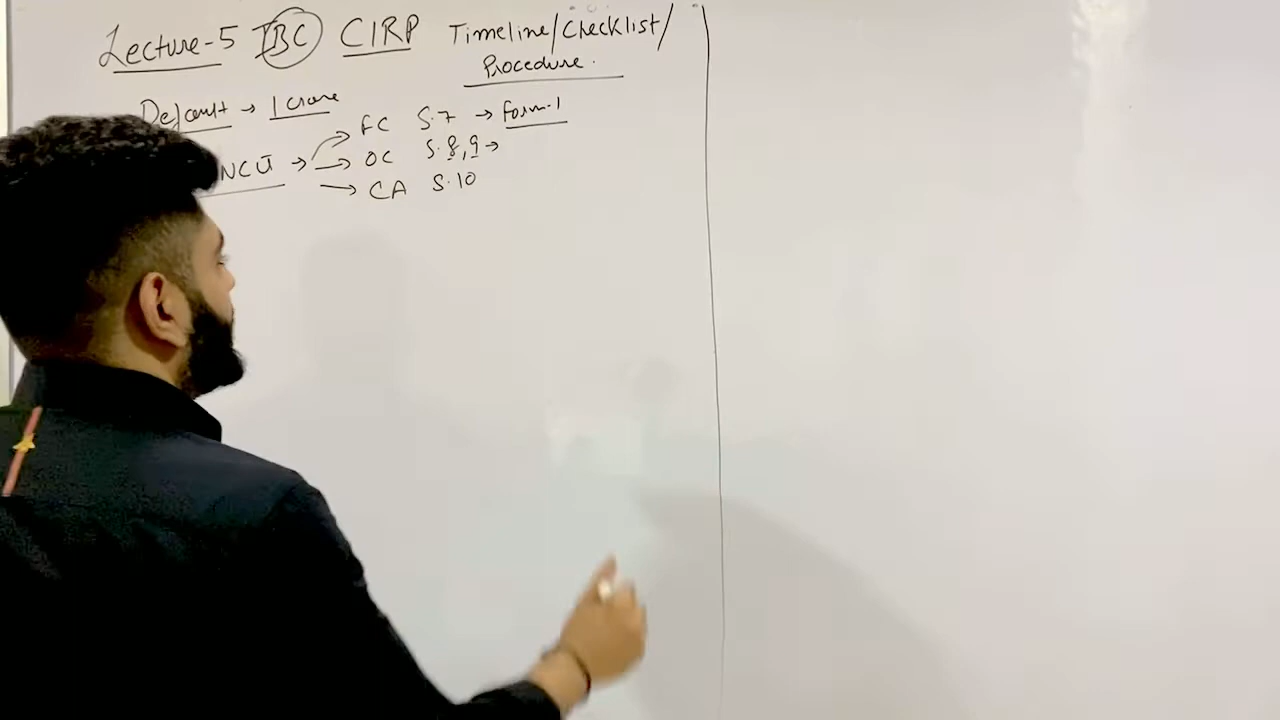 Lecture-5 IBC CIRP Timeline/Checklist/
Procedure.
Default → 1 crore
NCLT → FC S.7 → Form-1
→ OC S.8,9 →
→ CA S.10